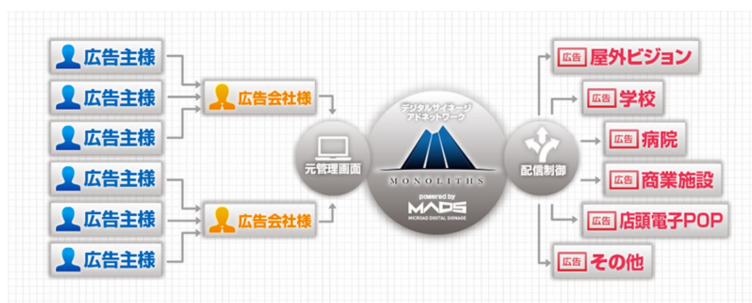 広告主様
広告主様
広告主様
広告主様
広告主様
広告主様
広告会社様
広告会社様
元管理画面
デジタルサイネージ
アドネットワーク
MONOLITHS
powered by
MADS
MICROAD DIGITAL SIGNAGE
配信制御
広告 屋外ビジョン
広告 学校
広告 病院
広告 商業施設
広告 店頭電子POP
広告 その他